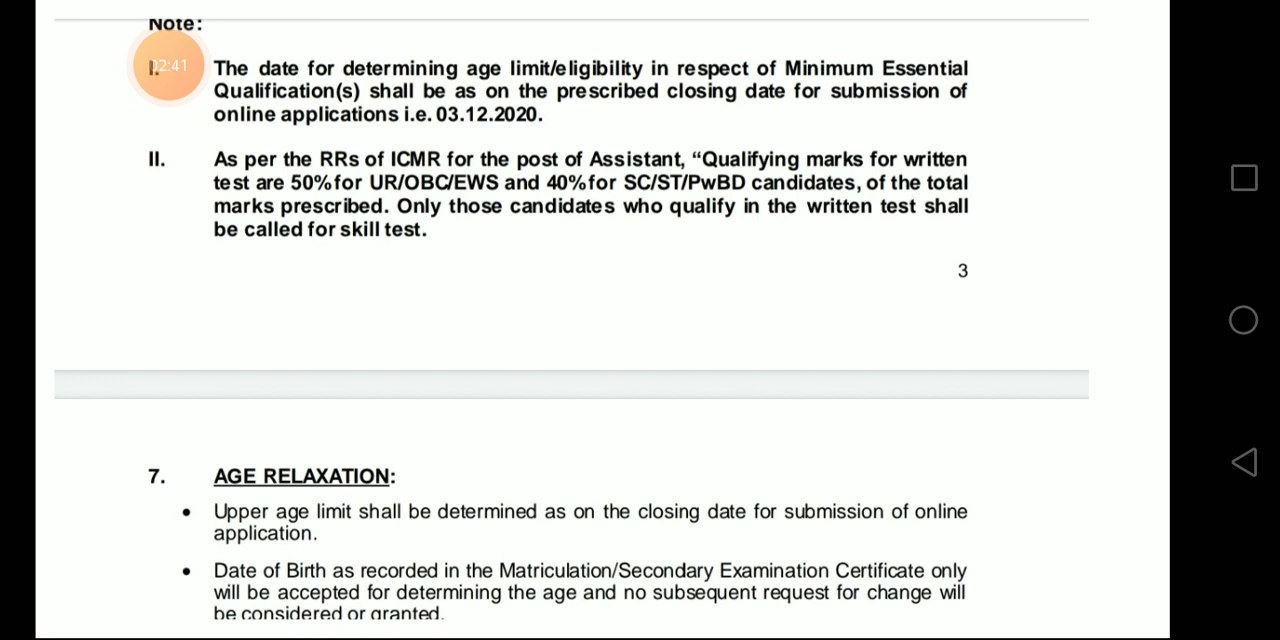 Note:
02:41
I. The date for determining age limit/eligibility in respect of Minimum Essential
Qualification(s) shall be as on the prescribed closing date for submission of
online applications i.e. 03.12.2020.
II. As per the RRs of ICMR for the post of Assistant, “Qualifying marks for written
test are 50% for UR/OBC/EWS and 40% for SC/ST/PwBD candidates, of the total
marks prescribed. Only those candidates who qualify in the written test shall
be called for skill test.
3
7. AGE RELAXATION:
• Upper age limit shall be determined as on the closing date for submission of online
application.
• Date of Birth as recorded in the Matriculation/Secondary Examination Certificate only
will be accepted for determining the age and no subsequent request for change will
be considered or granted.